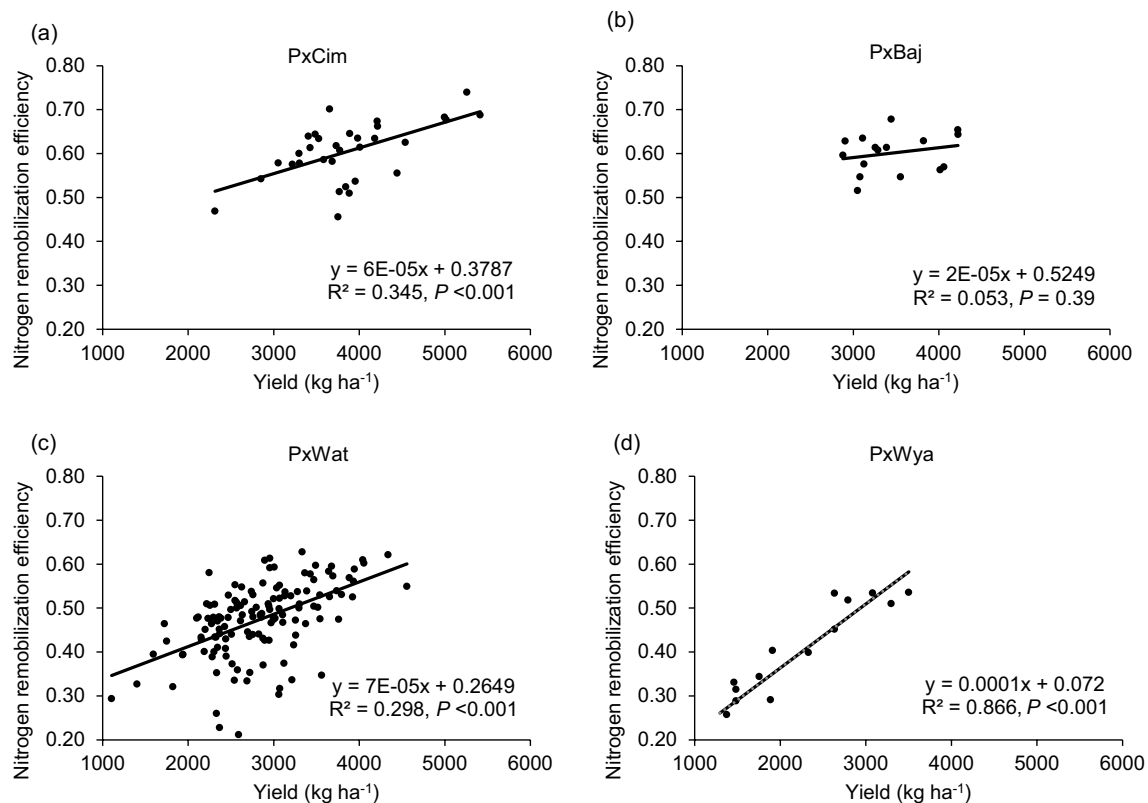 (a)
PxCim
Nitrogen remobilization efficiency
0.80
0.70
0.60
0.50
0.40
0.30
0.20
y = 6E-05x + 0.3787
R² = 0.345, P <0.001
1000 2000 3000 4000 5000 6000
Yield (kg ha⁻¹)
(b)
PxBaj
Nitrogen remobilization efficiency
0.80
0.70
0.60
0.50
0.40
0.30
0.20
y = 2E-05x + 0.5249
R² = 0.053, P = 0.39
1000 2000 3000 4000 5000 6000
Yield (kg ha⁻¹)
(c)
PxWat
Nitrogen remobilization efficiency
0.80
0.70
0.60
0.50
0.40
0.30
0.20
y = 7E-05x + 0.2649
R² = 0.298, P <0.001
1000 2000 3000 4000 5000 6000
Yield (kg ha⁻¹)
(d)
PxWya
Nitrogen remobilization efficiency
0.80
0.70
0.60
0.50
0.40
0.30
0.20
y = 0.0001x + 0.072
R² = 0.866, P <0.001
1000 2000 3000 4000 5000 6000
Yield (kg ha⁻¹)